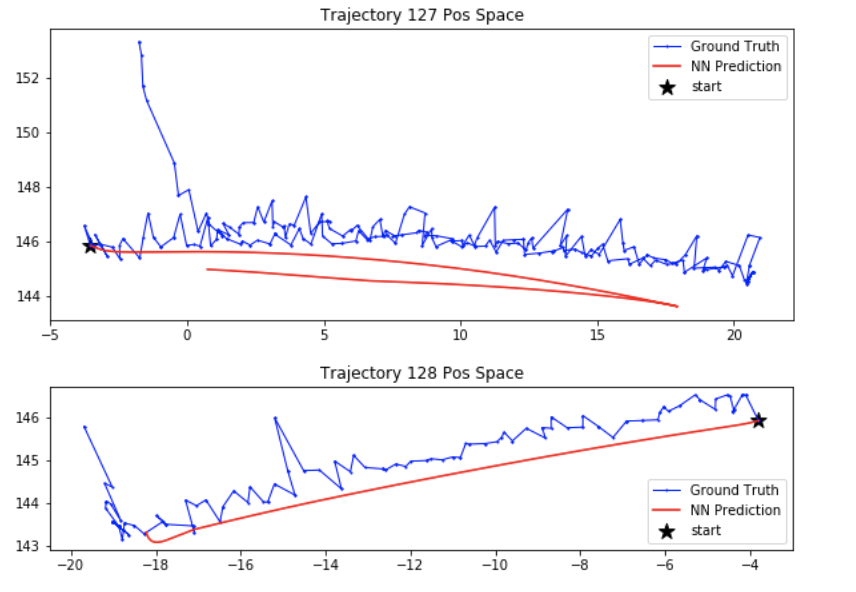 Trajectory 127 Pos Space
152
150
148
146
144
Ground Truth
NN Prediction
start
−5 0 5 10 15 20
Trajectory 128 Pos Space
146
145
144
143
Ground Truth
NN Prediction
start
−20 −18 −16 −14 −12 −10 −8 −6 −4